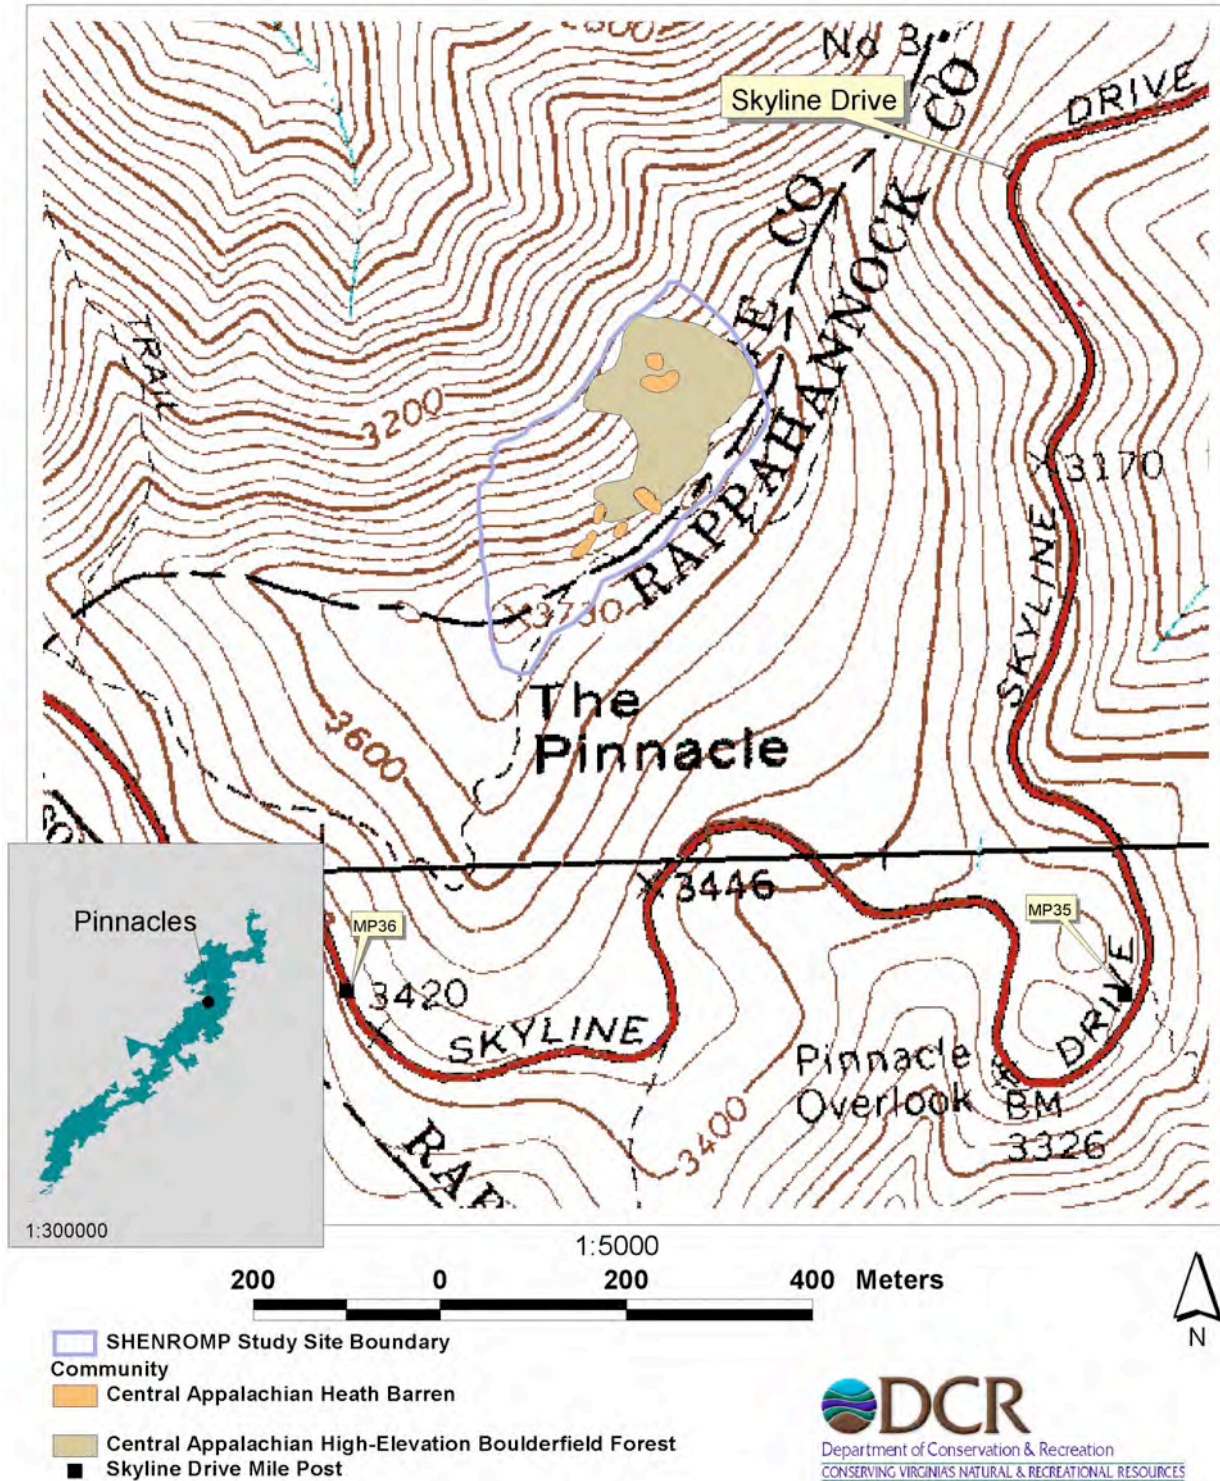 No 3
Skyline Drive
DRIVE
CO
CO
E
RAPPAHANNOCK
TRAIL
3200
3170
SKYLINE
3730
The
Pinnacle
3600
3446
Pinnacles
MP36
MP35
3420
SKYLINE
DRIVE
Pinnacle
Overlook
BM
3326
3400
RAP
1:300000
1:5000
200 0 200 400 Meters
N
SHENROMP Study Site Boundary
Community
Central Appalachian Heath Barren
Central Appalachian High-Elevation Boulderfield Forest
Skyline Drive Mile Post
DCR
Department of Conservation & Recreation
CONSERVING VIRGINIA'S NATURAL & RECREATIONAL RESOURCES